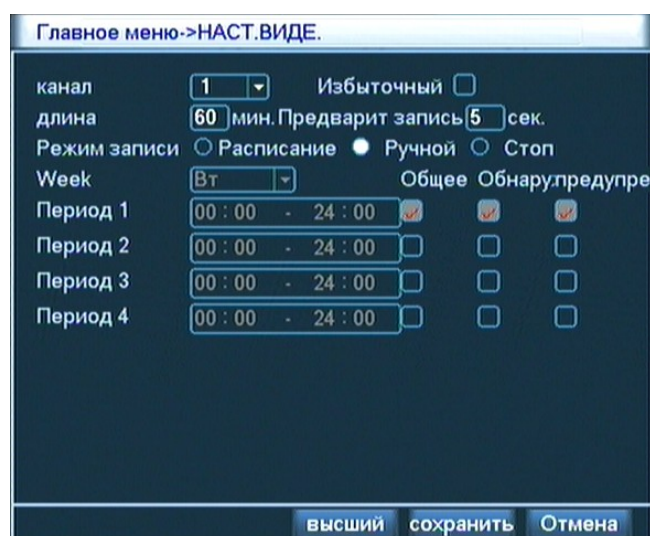 Главное меню->НАСТ.ВИДЕ.
канал 1 Избыточный
длина 60 мин. Предварит запись 5 сек.
Режим записи Расписание Ручной Стоп
Week Вт Общее Обнару:предупре
Период 1 00:00 - 24:00
Период 2 00:00 - 24:00
Период 3 00:00 - 24:00
Период 4 00:00 - 24:00
высший сохранить Отмена